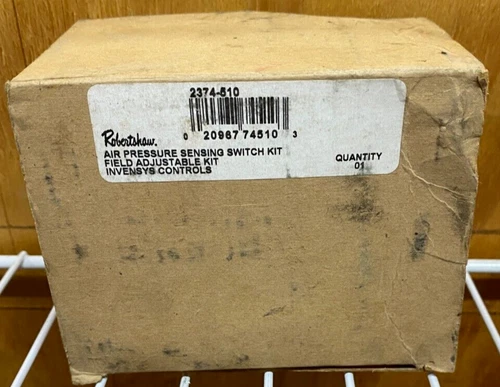 2374-510
0 20967 74510 3
Robertshaw.
AIR PRESSURE SENSING SWITCH KIT
FIELD ADJUSTABLE KIT
INVENSYS CONTROLS
QUANTITY
01